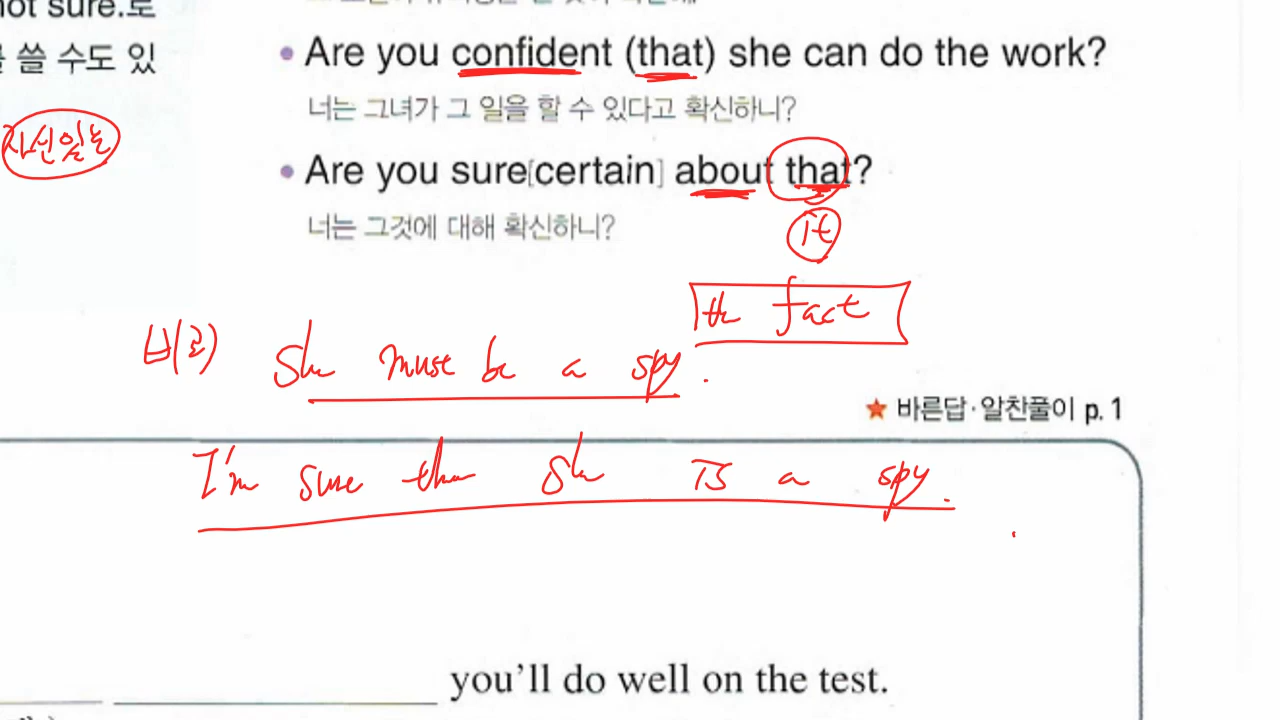 not sure.로
• Are you confident (that) she can do the work?
를 쓸 수도 있
너는 그녀가 그 일을 할 수 있다고 확신하니?
자신있는
• Are you sure[certain] about that?
너는 그것에 대해 확신하니?
it
the fact
비교)
She must be a spy.
★ 바른답·알찬풀이 p. 1
I'm sure that she is a spy.
you'll do well on the test.